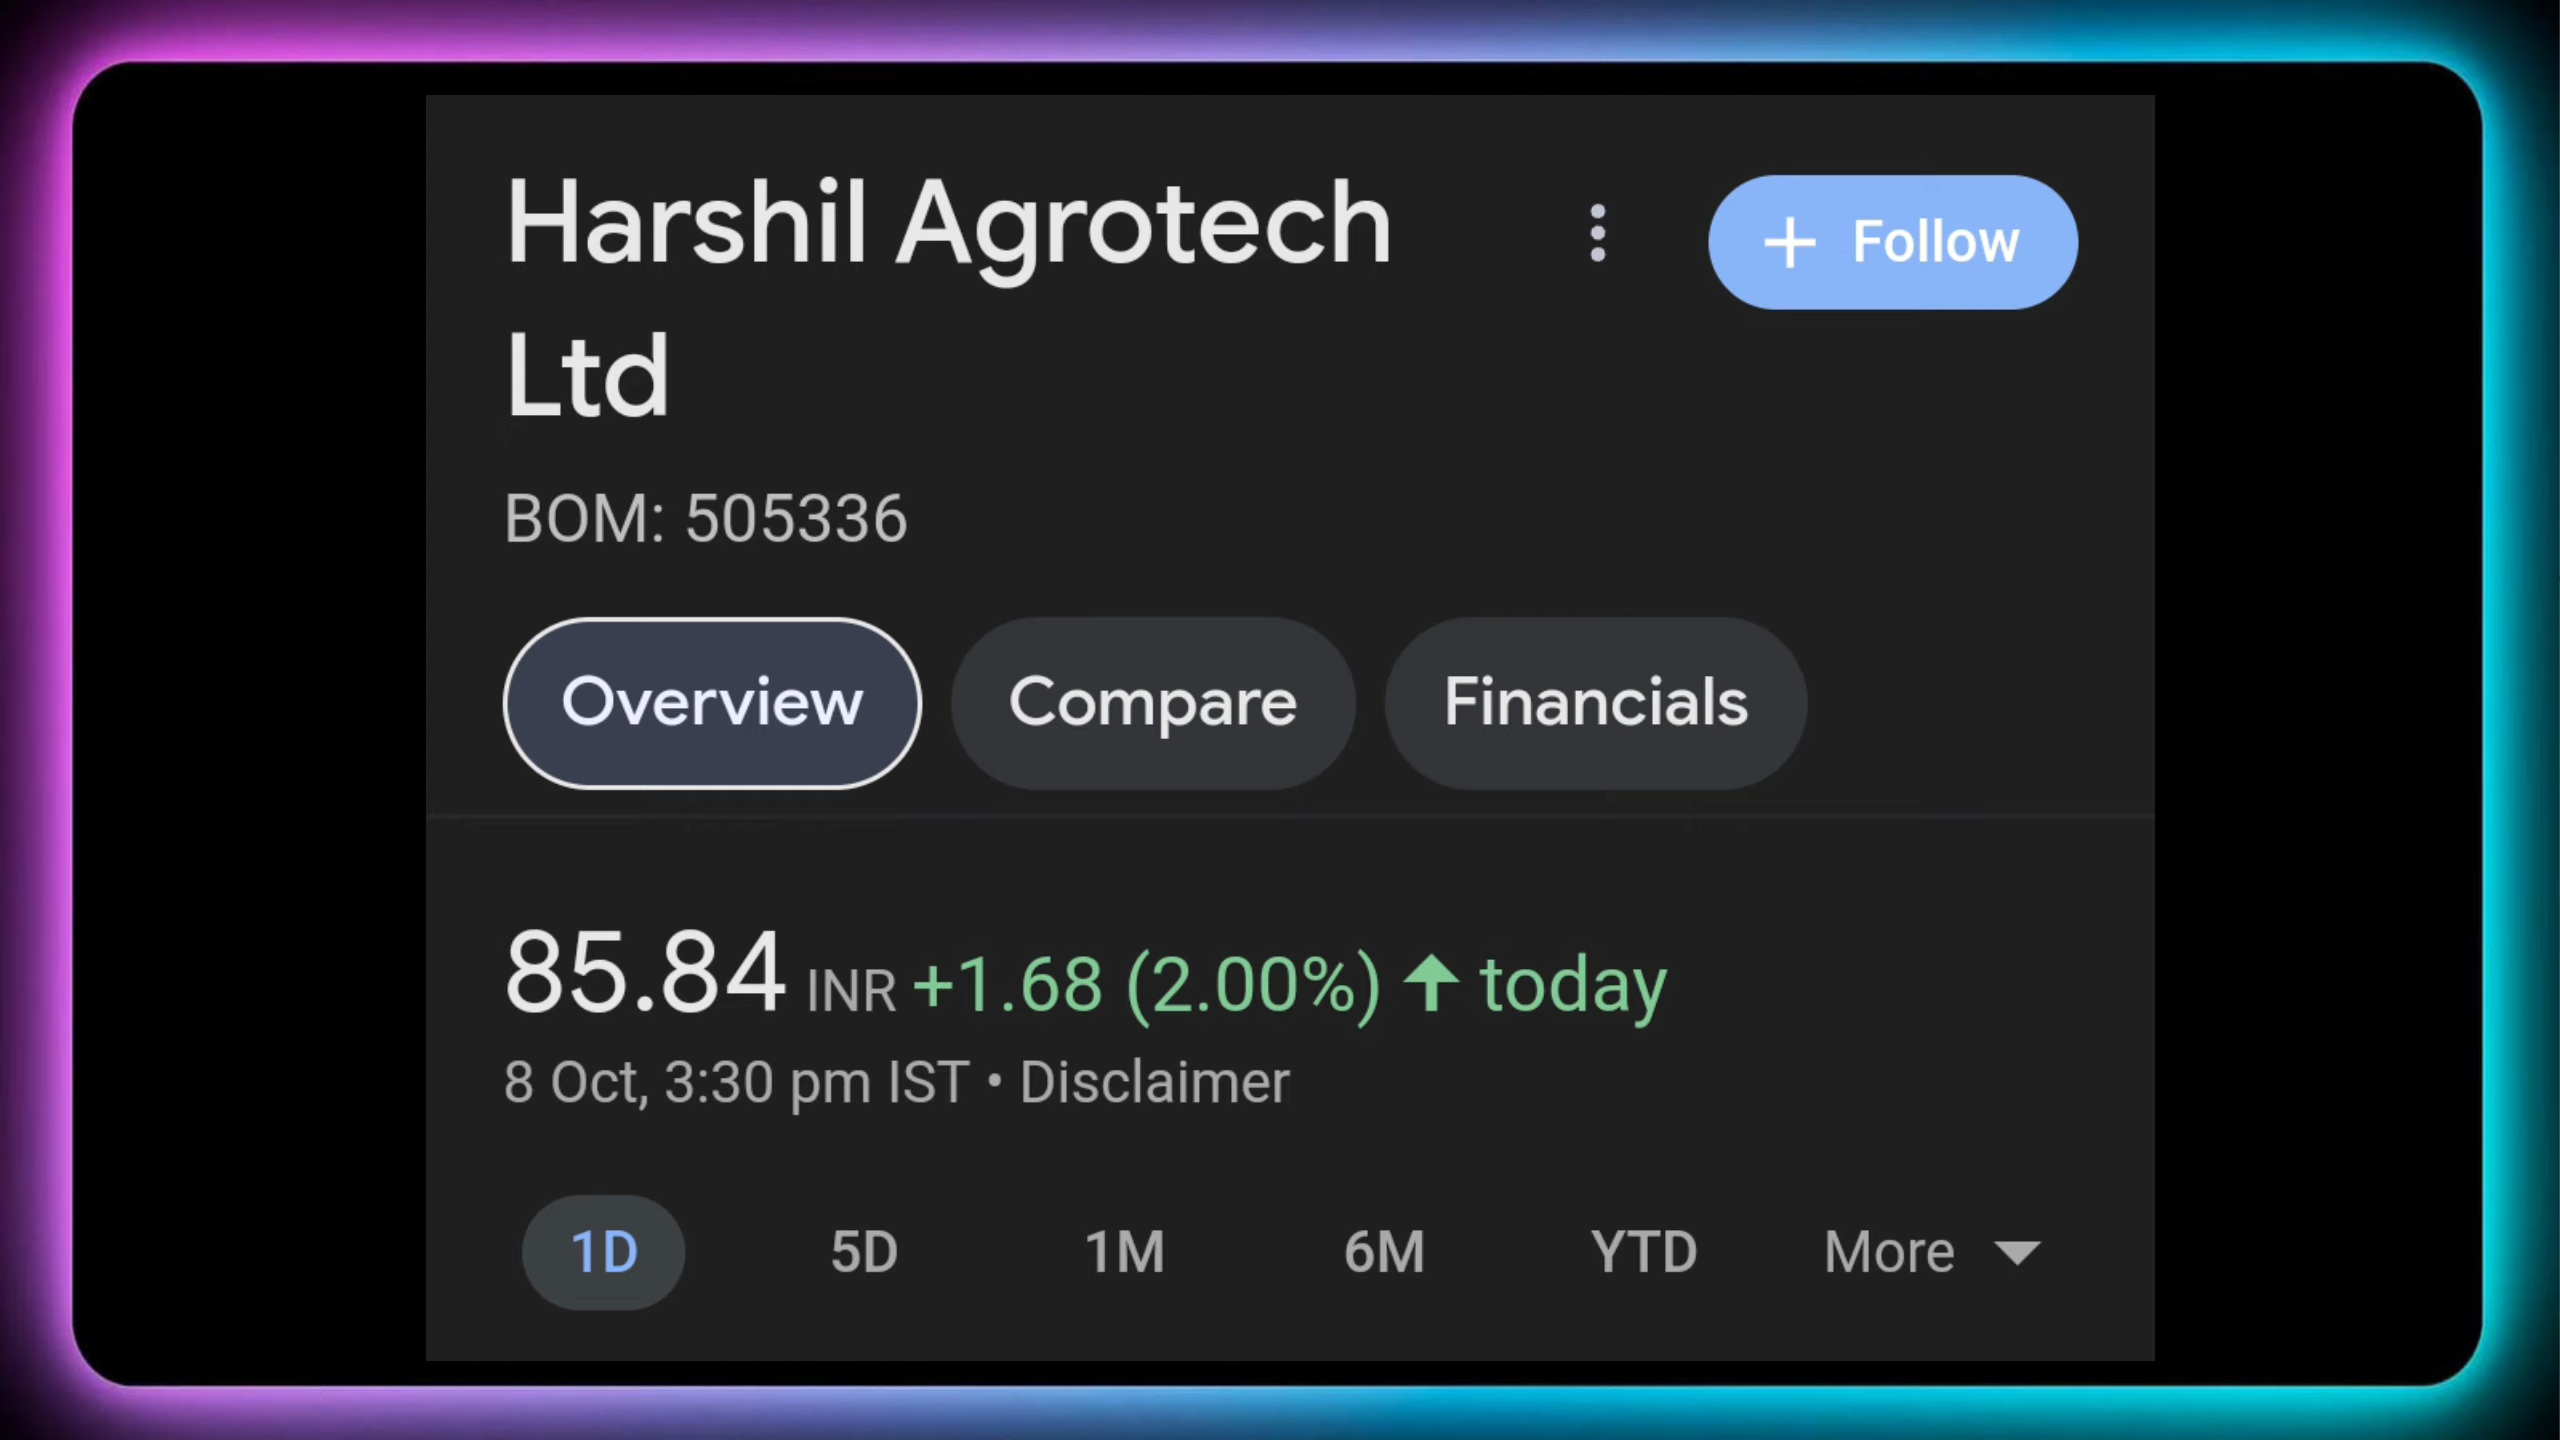 Harshil Agrotech
Ltd
+ Follow
BOM: 505336
Overview Compare Financials
85.84 INR +1.68 (2.00%) ↑ today
8 Oct, 3:30 pm IST • Disclaimer
1D 5D 1M 6M YTD More